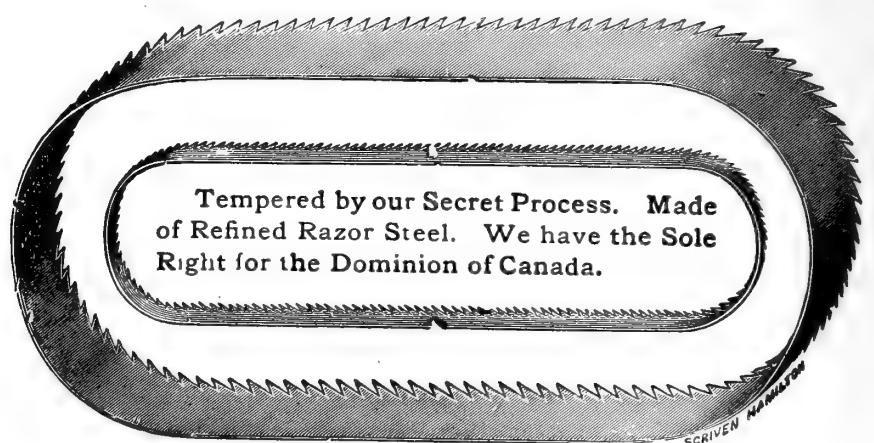 Tempered by our Secret Process. Made
of Refined Razor Steel. We have the Sole
Right for the Dominion of Canada.
SCRIVEN HAMILTON